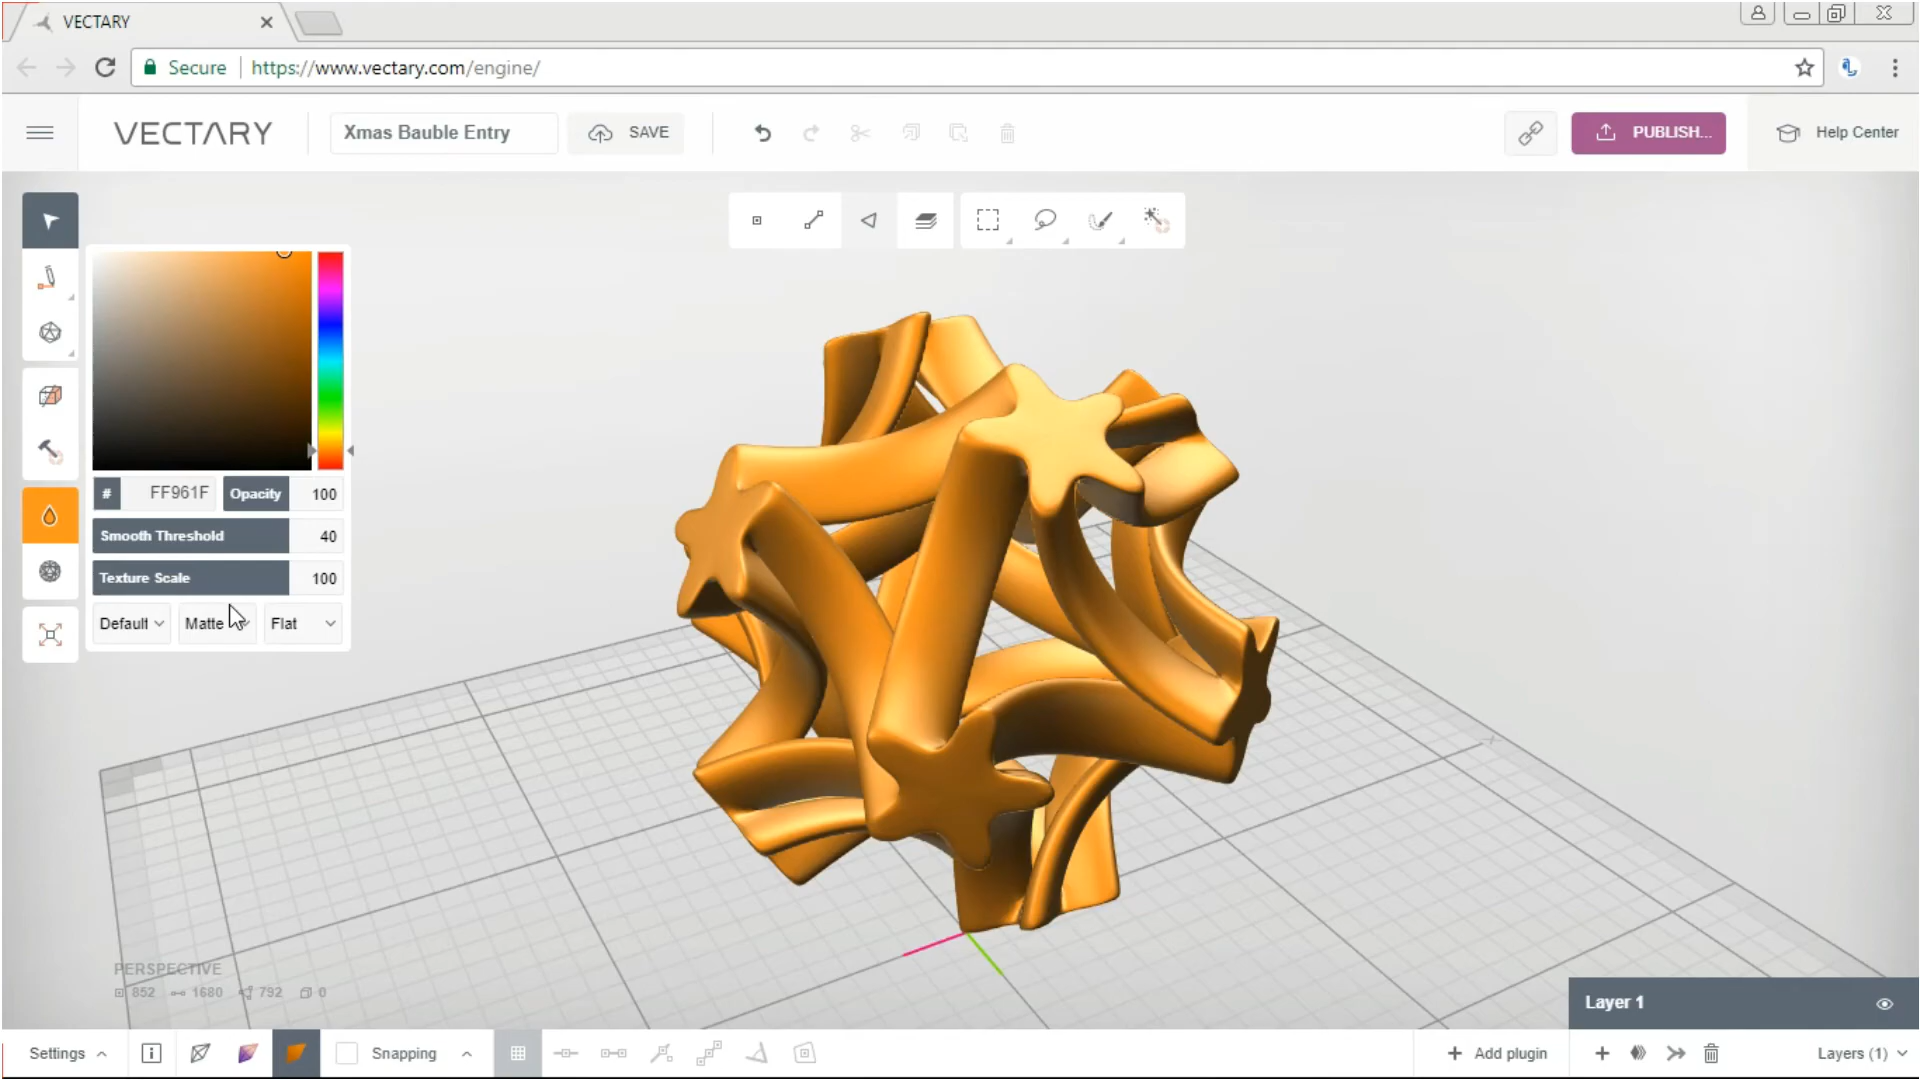 VECTARY
Secure https://www.vectary.com/engine/
VECTARY
Xmas Bauble Entry
SAVE
PUBLISH...
Help Center
# FF961F Opacity 100
Smooth Threshold 40
Texture Scale 100
Default Matte Flat
PERSPECTIVE
852 1680 792 0
Layer 1
Settings
Snapping
Add plugin
Layers (1)